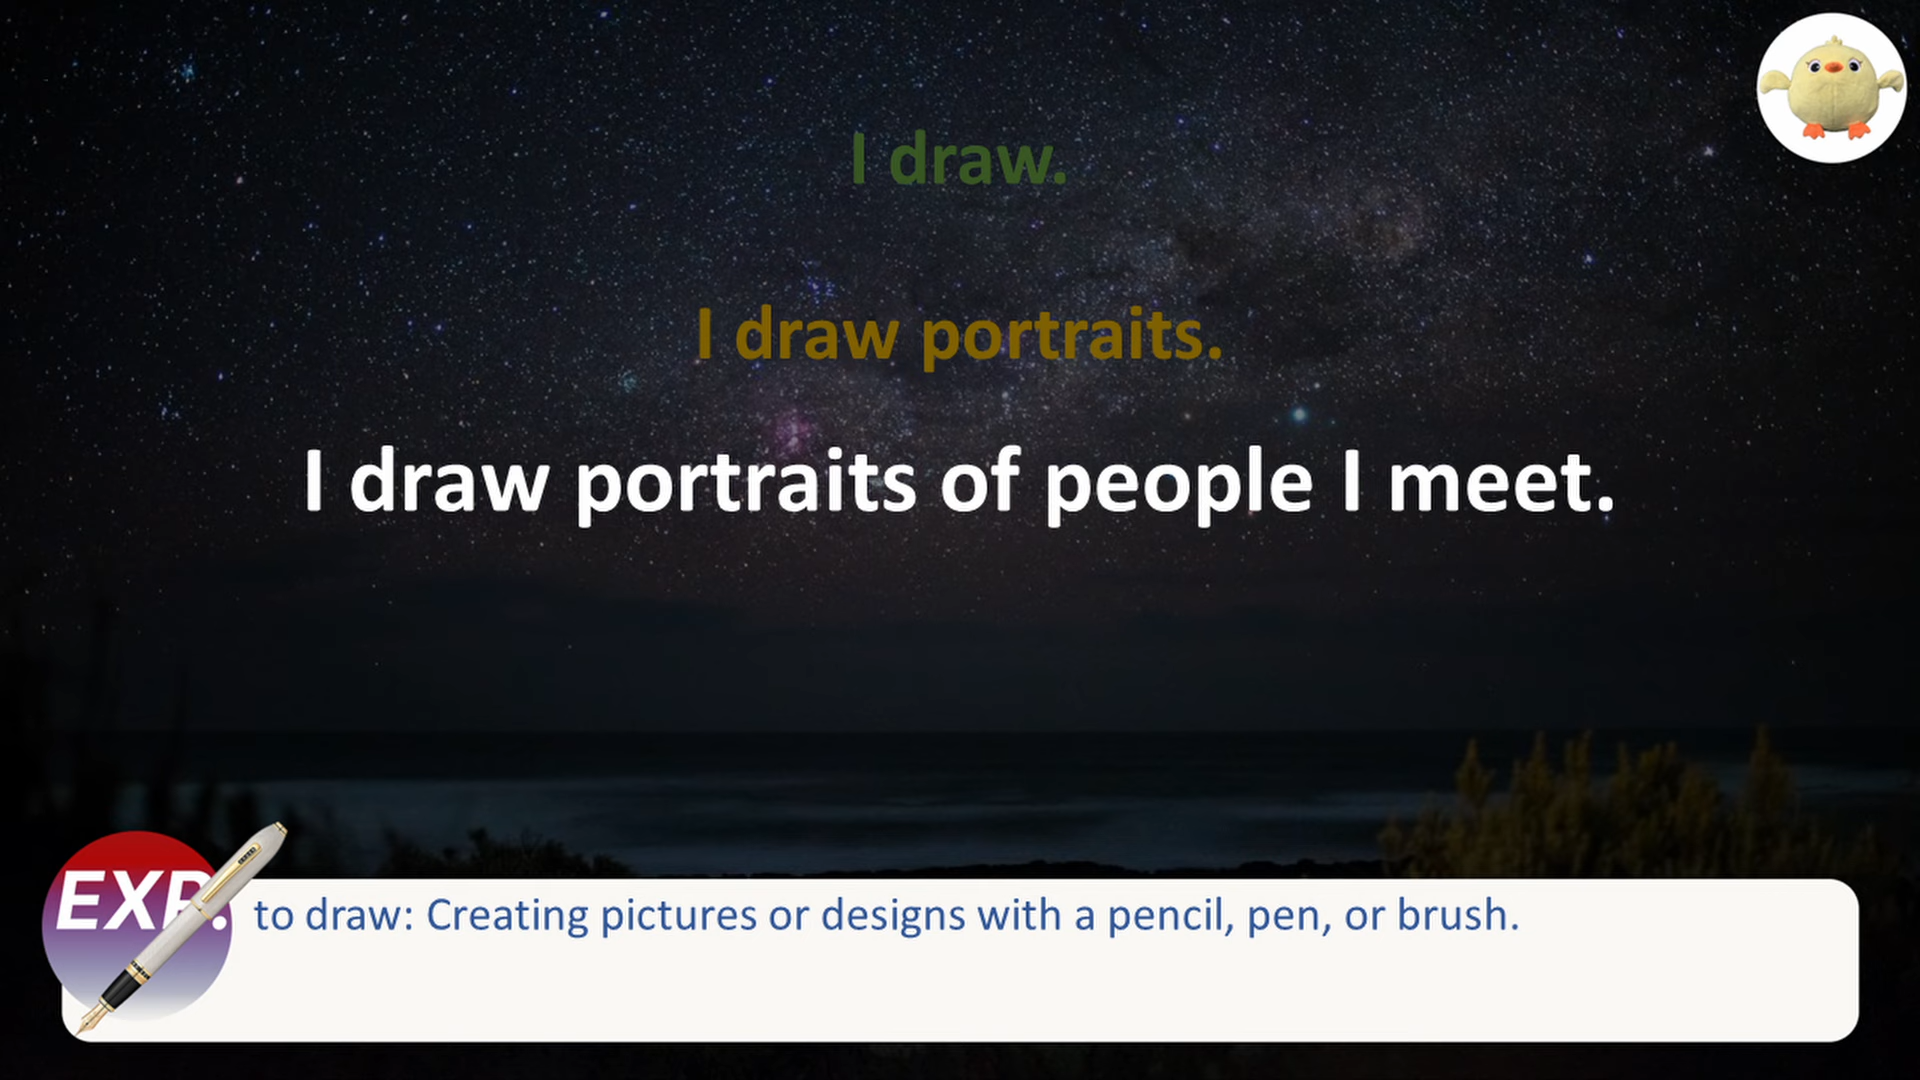 I draw.
I draw portraits.
I draw portraits of people I meet.
EXP.
to draw: Creating pictures or designs with a pencil, pen, or brush.